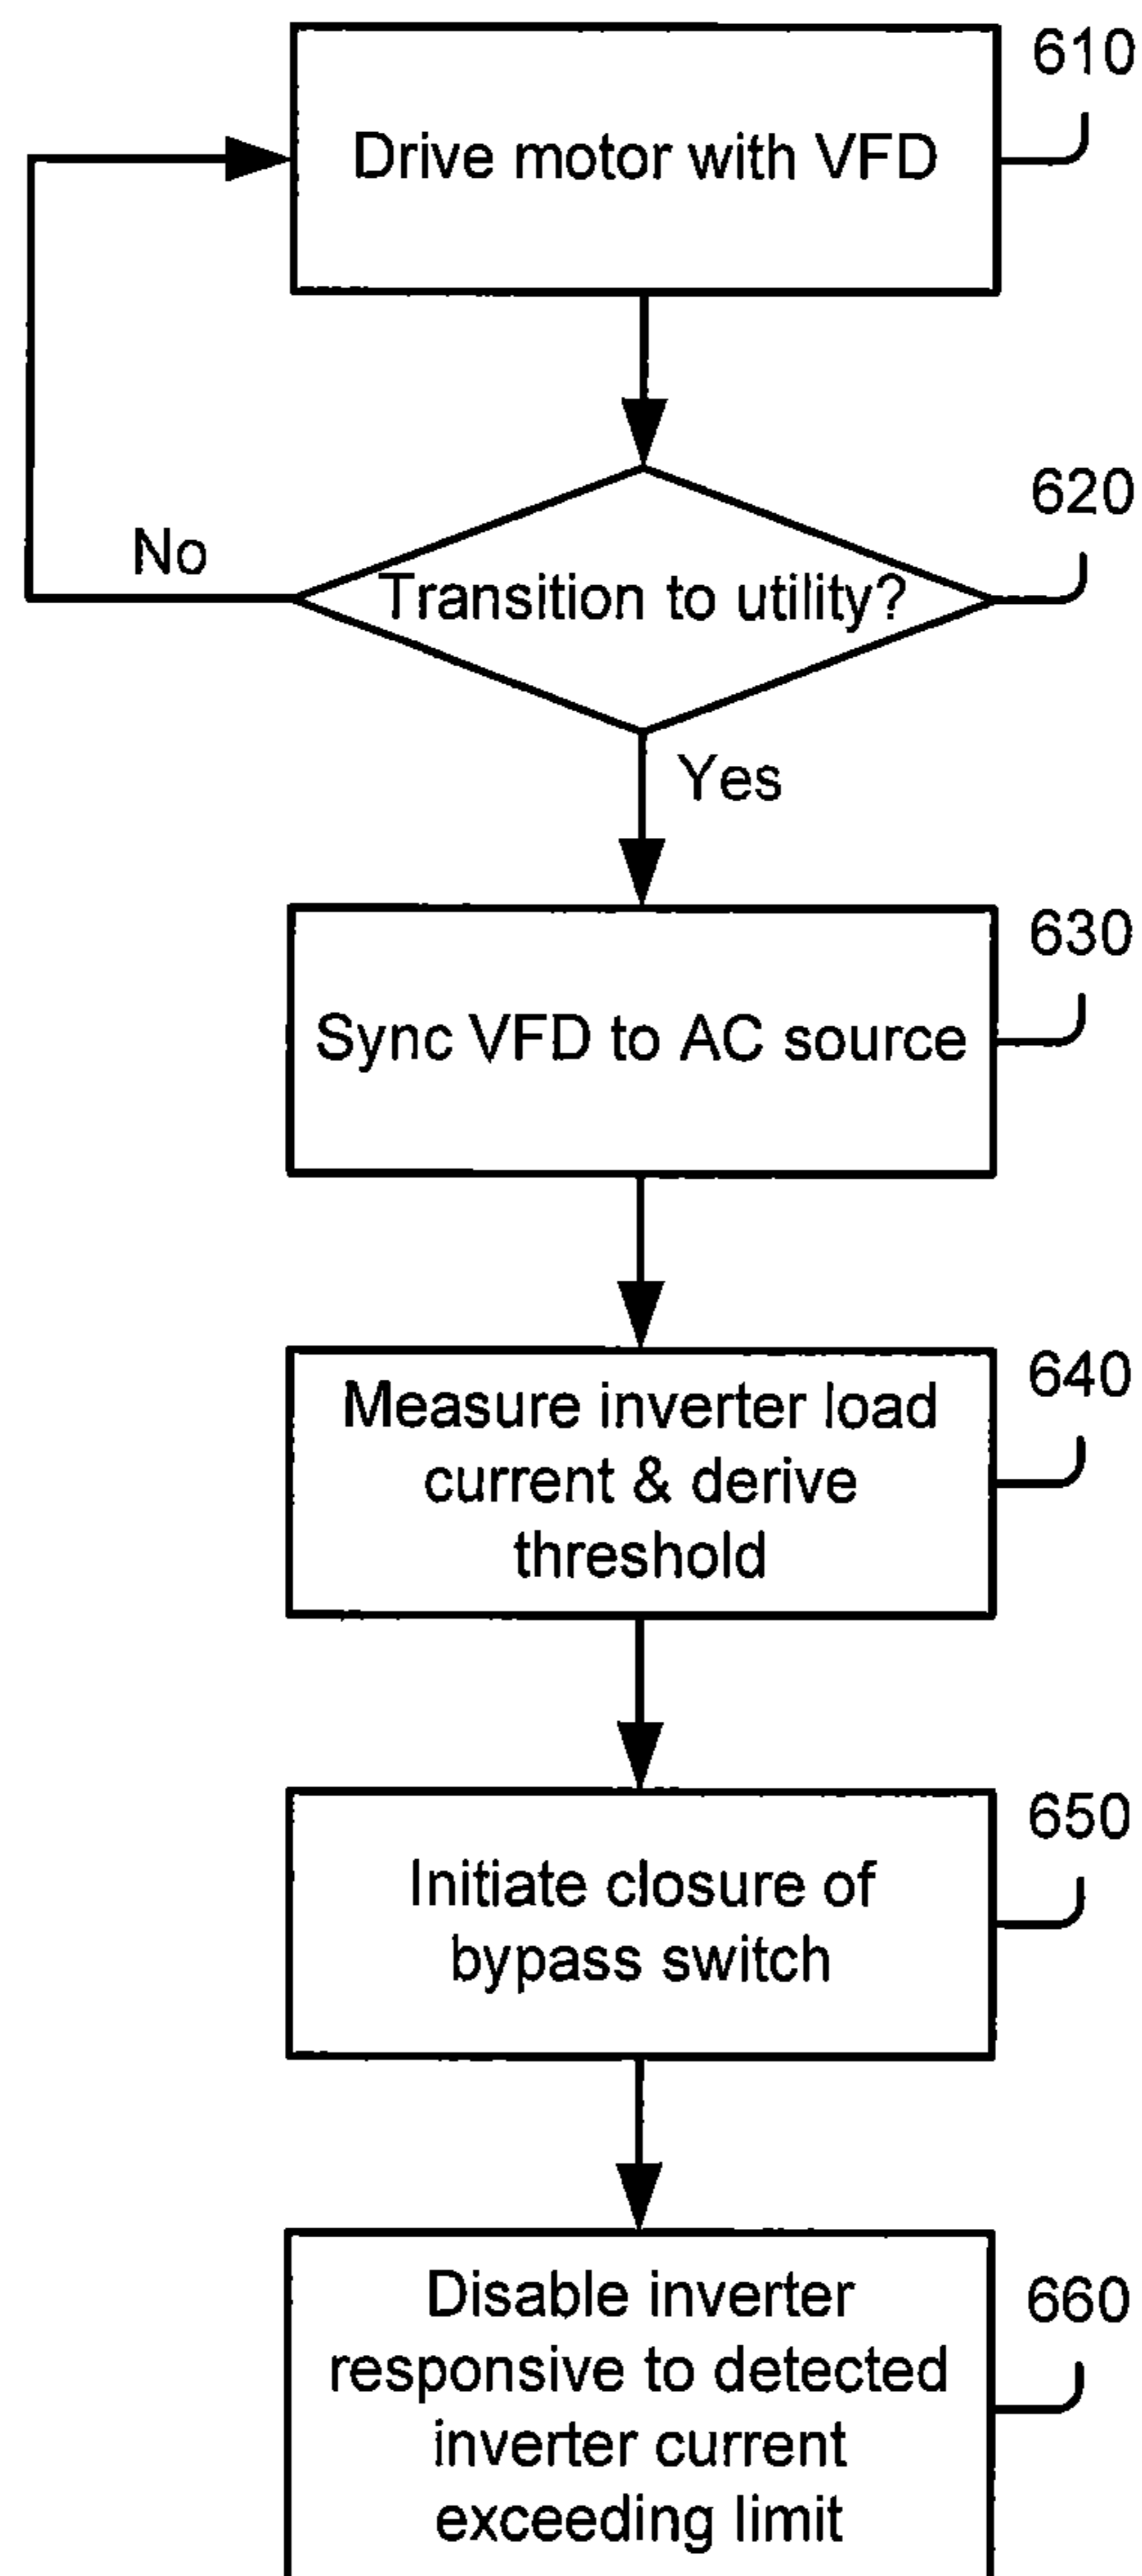 610
Drive motor with VFD
620
No
Transition to utility?
Yes
630
Sync VFD to AC source
640
Measure inverter load
current & derive
threshold
650
Initiate closure of
bypass switch
660
Disable inverter
responsive to detected
inverter current
exceeding limit